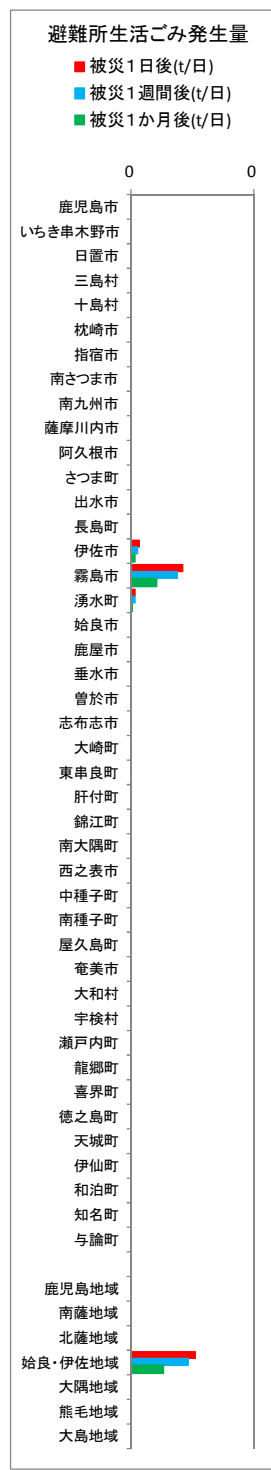 避難所生活ごみ発生量
被災1日後(t/日)
被災1週間後(t/日)
被災1か月後(t/日)
0 0
鹿児島市
いちき串木野市
日置市
三島村
十島村
枕崎市
指宿市
南さつま市
南九州市
薩摩川内市
阿久根市
さつま町
出水市
長島町
伊佐市
霧島市
湧水町
姶良市
鹿屋市
垂水市
曽於市
志布志市
大崎町
東串良町
肝付町
錦江町
南大隅町
西之表市
中種子町
南種子町
屋久島町
奄美市
大和村
宇検村
瀬戸内町
龍郷町
喜界町
徳之島町
天城町
伊仙町
和泊町
知名町
与論町
鹿児島地域
南薩地域
北薩地域
姶良・伊佐地域
大隅地域
熊毛地域
大島地域